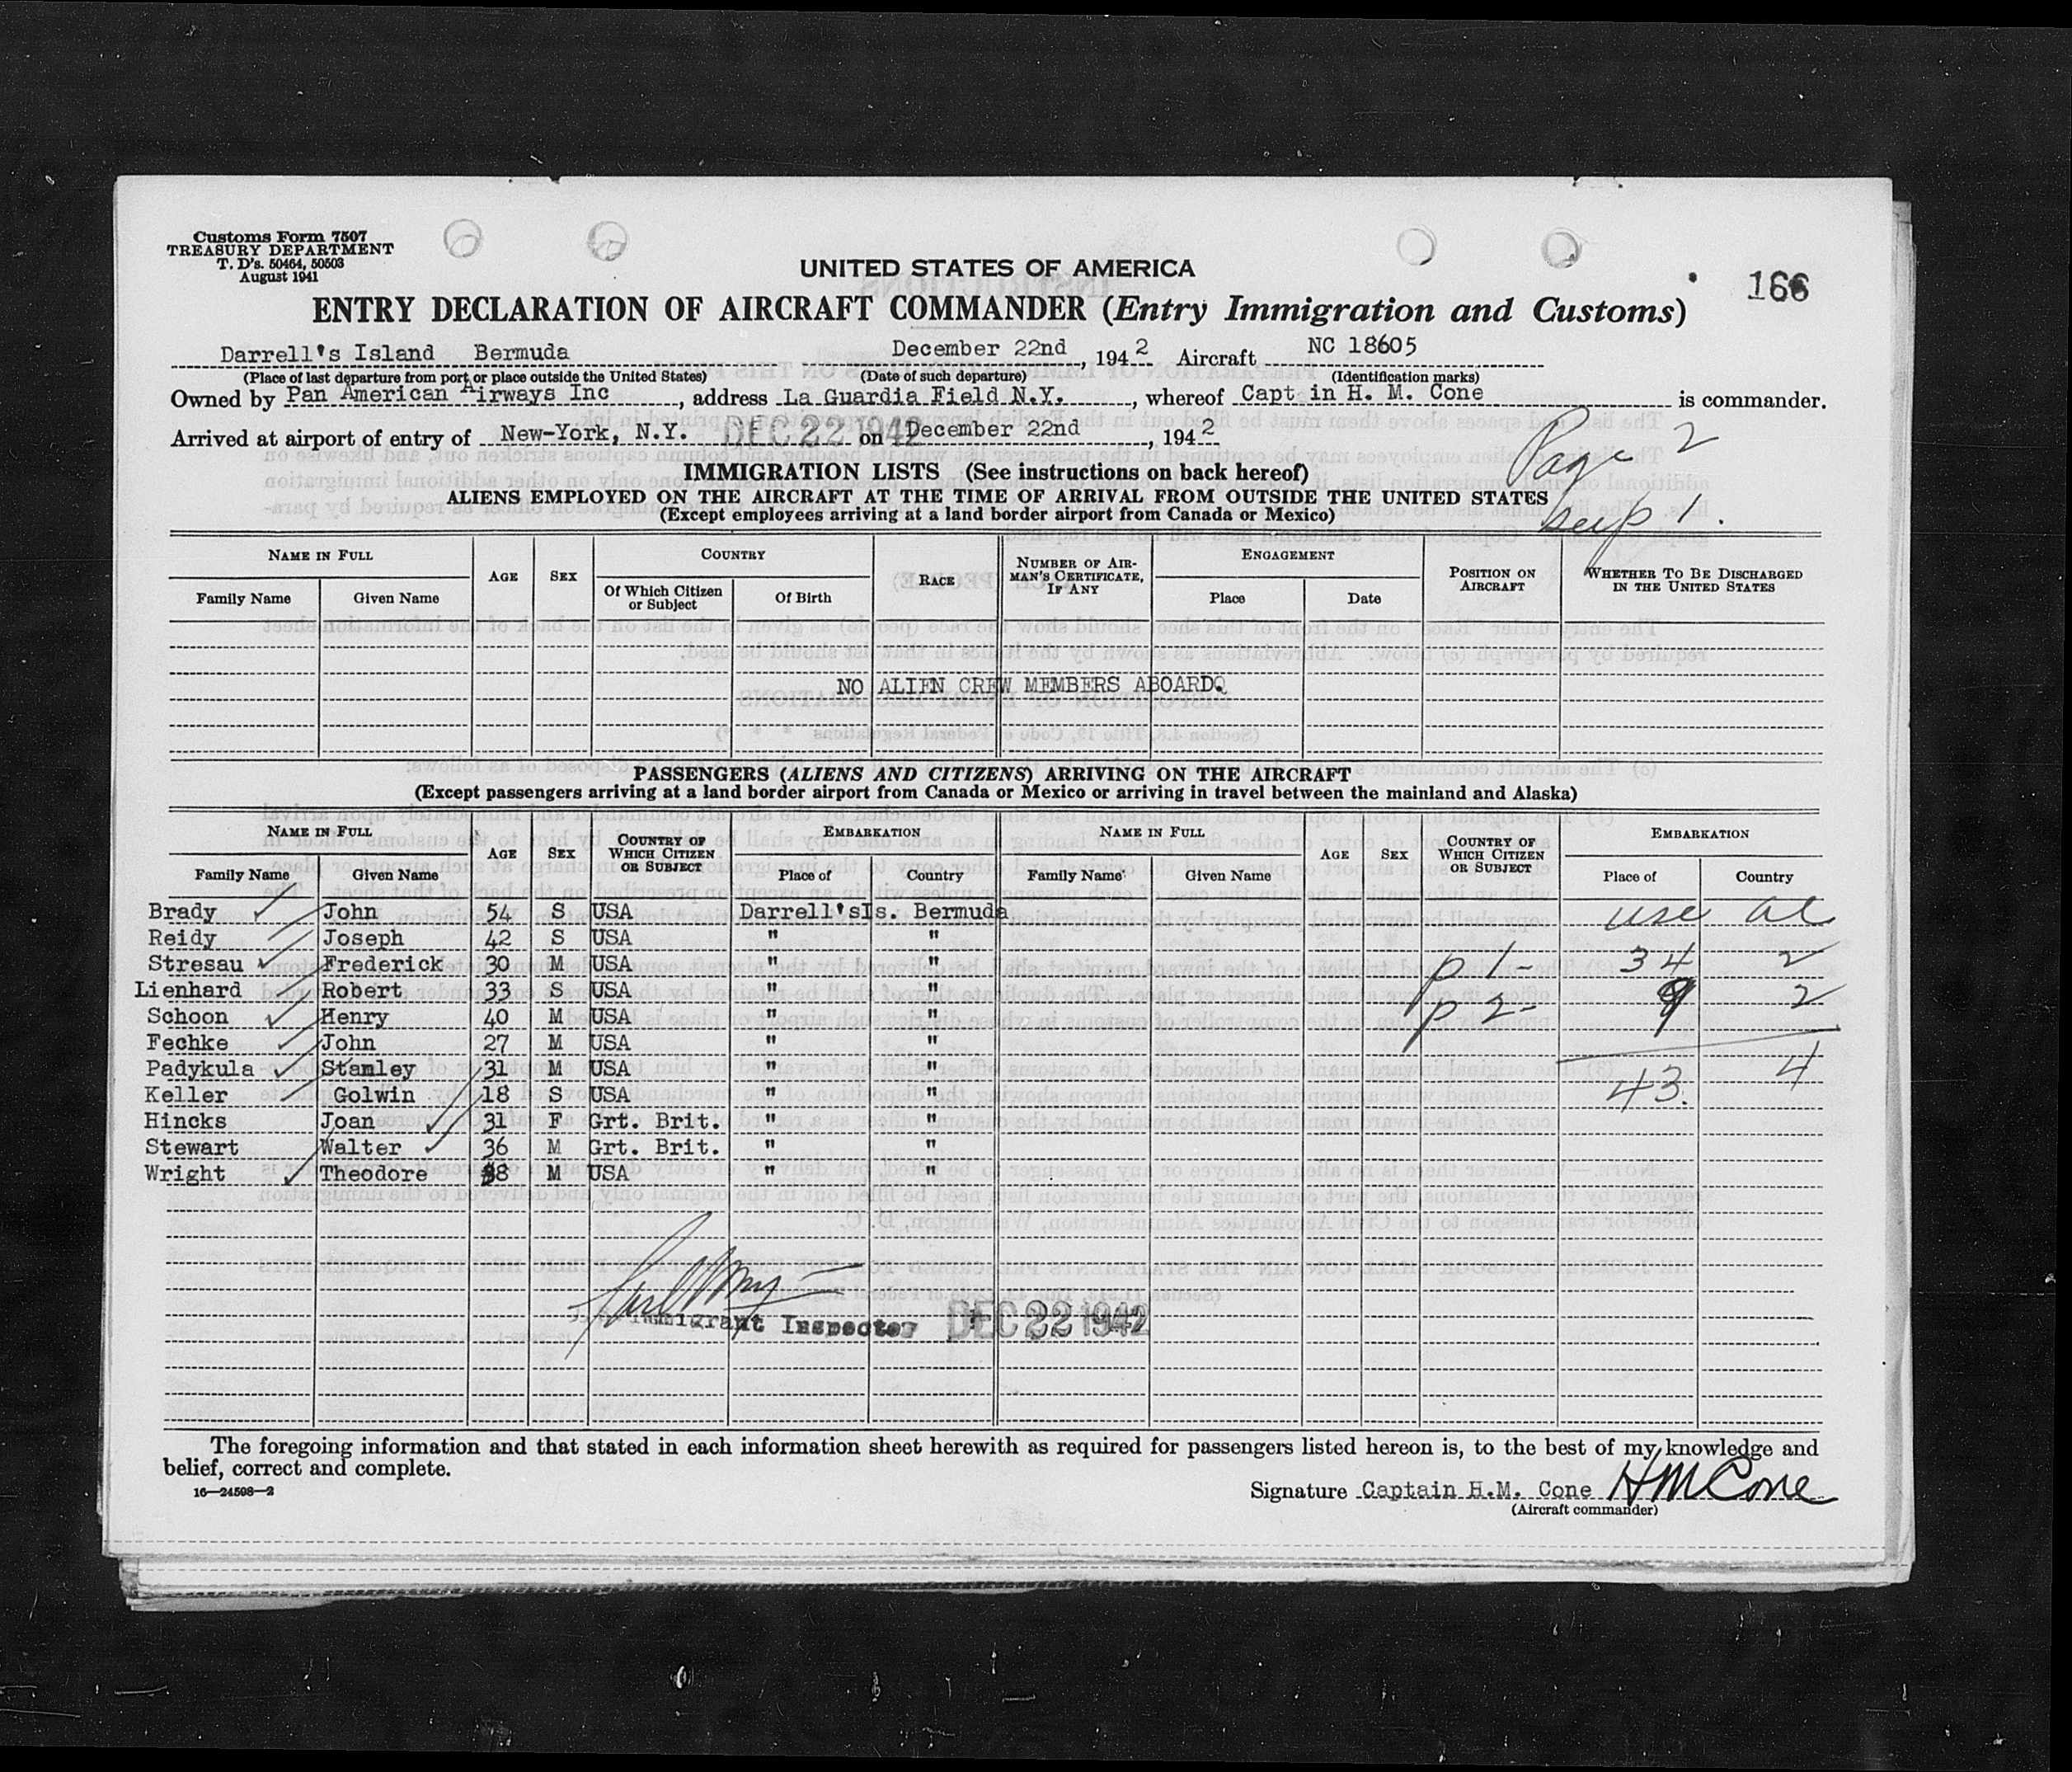 Customs Form 7507
TREASURY DEPARTMENT
T. D's. 50464, 50503
August 1941
UNITED STATES OF AMERICA
166
ENTRY DECLARATION OF AIRCRAFT COMMANDER (Entry Immigration and Customs)
Darrell's Island Bermuda December 22nd, 1942 Aircraft NC 18605
(Place of last departure from port or place outside the United States) (Date of such departure) (Identification marks)
Owned by Pan American Airways Inc, address La Guardia Field N.Y., whereof Capt in H. M. Cone is commander.
Arrived at airport of entry of New-York, N.Y. DEC 22 1942 on December 22nd, 1942
Page 2
IMMIGRATION LISTS (See instructions on back hereof)
ALIENS EMPLOYED ON THE AIRCRAFT AT THE TIME OF ARRIVAL FROM OUTSIDE THE UNITED STATES
(Except employees arriving at a land border airport from Canada or Mexico)
1.
NAME IN FULL AGE SEX COUNTRY RACE NUMBER OF AIRMAN'S CERTIFICATE, IF ANY ENGAGEMENT POSITION ON AIRCRAFT WHETHER TO BE DISCHARGED IN THE UNITED STATES
Family Name Given Name Of Which Citizen or Subject Of Birth Place Date
NO ALIEN CREW MEMBERS ABOARD.
PASSENGERS (ALIENS AND CITIZENS) ARRIVING ON THE AIRCRAFT
(Except passengers arriving at a land border airport from Canada or Mexico or arriving in travel between the mainland and Alaska)
NAME IN FULL AGE SEX COUNTRY OF WHICH CITIZEN OR SUBJECT EMBARKATION NAME IN FULL AGE SEX COUNTRY OF WHICH CITIZEN OR SUBJECT EMBARKATION
Family Name Given Name Place of Country Family Name Given Name Place of Country
Brady John 54 S USA Darrell'sIs. Bermuda usc al
Reidy Joseph 42 S USA " "
Stresau Frederick 30 M USA " " p 1- 34 2
Lienhard Robert 33 S USA " " p 2- 9 2
Schoon Henry 40 M USA " "
Fechke John 27 M USA " "
Padykula Stanley 31 M USA " " 43. 4
Keller Golwin 18 S USA " "
Hincks Joan 31 F Grt. Brit. " "
Stewart Walter 36 M Grt. Brit. " "
Wright Theodore 38 M USA " "
Immigrant Inspector DEC 22 1942
The foregoing information and that stated in each information sheet herewith as required for passengers listed hereon is, to the best of my knowledge and
belief, correct and complete.
16—24598—2
Signature Captain H.M. Cone HMCone
(Aircraft commander)